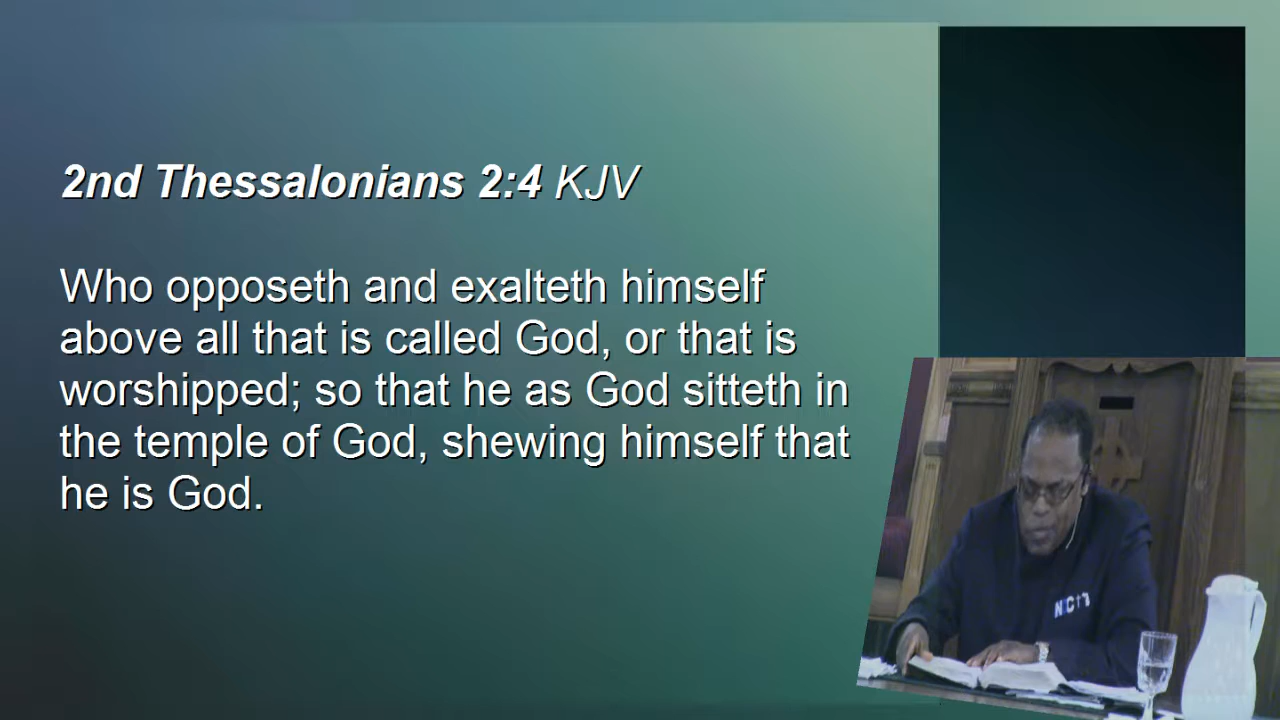 2nd Thessalonians 2:4 KJV
Who opposeth and exalteth himself
above all that is called God, or that is
worshipped; so that he as God sitteth in
the temple of God, shewing himself that
he is God.